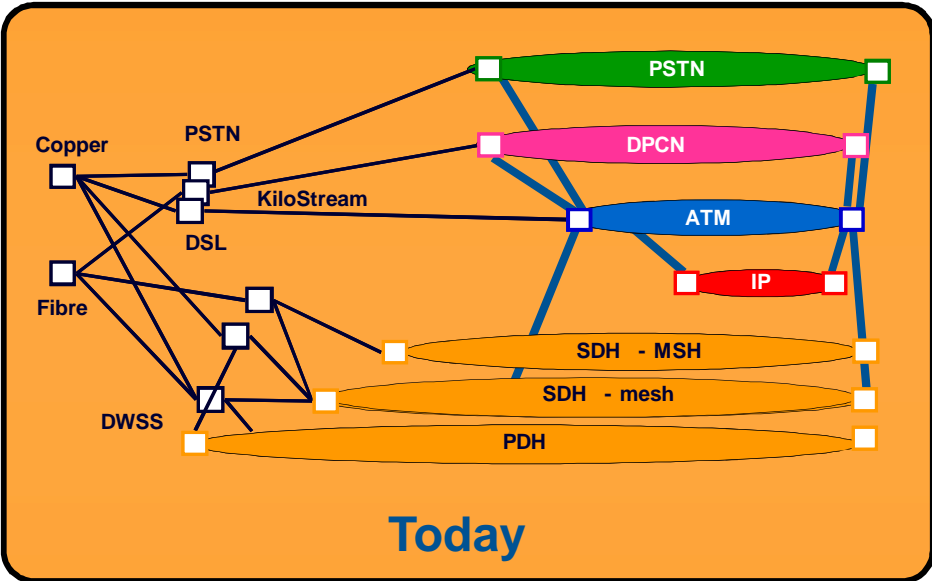 PSTN
PSTN
DPCN
Copper
KiloStream
ATM
DSL
IP
Fibre
SDH - MSH
SDH - mesh
DWSS
PDH
Today